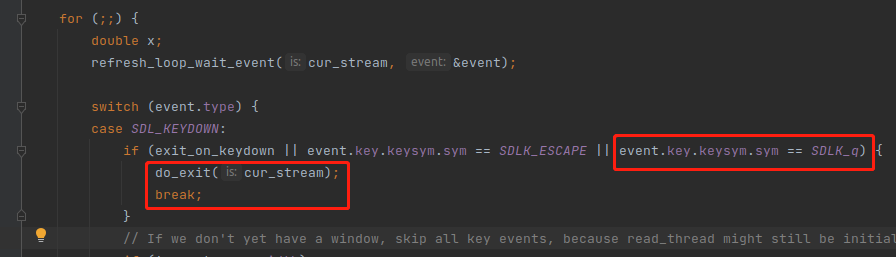 for (;;) {
double x;
refresh_loop_wait_event( is: cur_stream, event: &event);
switch (event.type) {
case SDL_KEYDOWN:
if (exit_on_keydown || event.key.keysym.sym == SDLK_ESCAPE || event.key.keysym.sym == SDLK_q) {
do_exit( is: cur_stream);
break;
}
// If we don't yet have a window, skip all key events, because read_thread might still be initial